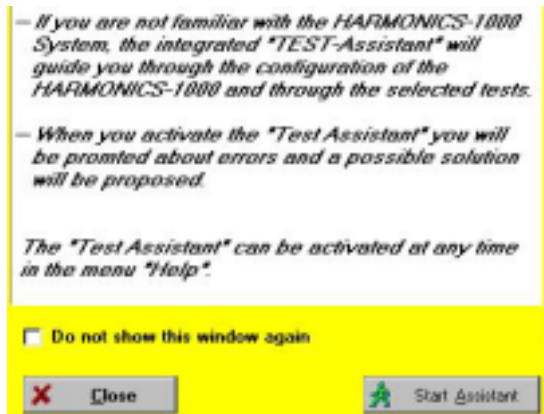 – If you are not familiar with the HARMONICS-1000
System, the integrated "TEST-Assistant" will
guide you through the configuration of the
HARMONICS-1000 and through the selected tests.
– When you activate the "Test Assistant" you will
be promted about errors and a possible solution
will be proposed.
The "Test Assistant" can be activated at any time
in the menu "Help".
Do not show this window again
Close
Start Assistant